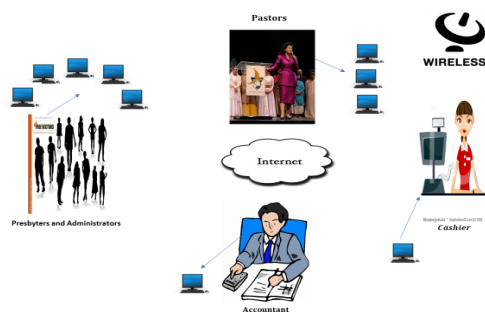 Pastors
WIRELESS
Internet
Presbyters and Administrators
Cashier
Accountant